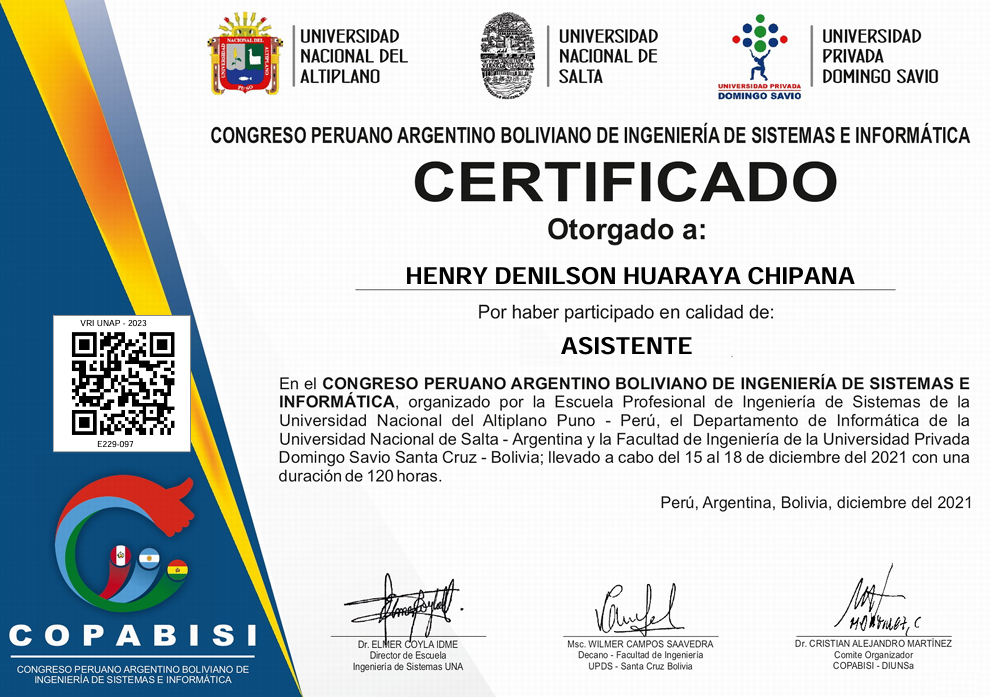 UNIVERSIDAD
NACIONAL DEL
ALTIPLANO
UNIVERSIDAD
NACIONAL DE
SALTA
UNIVERSIDAD PRIVADA
DOMINGO SAVIO
UNIVERSIDAD
PRIVADA
DOMINGO SAVIO
CONGRESO PERUANO ARGENTINO BOLIVIANO DE INGENIERÍA DE SISTEMAS E INFORMÁTICA
CERTIFICADO
Otorgado a:
HENRY DENILSON HUARAYA CHIPANA
Por haber participado en calidad de:
ASISTENTE
En el CONGRESO PERUANO ARGENTINO BOLIVIANO DE INGENIERÍA DE SISTEMAS E
INFORMÁTICA, organizado por la Escuela Profesional de Ingeniería de Sistemas de la
Universidad Nacional del Altiplano Puno - Perú, el Departamento de Informática de la
Universidad Nacional de Salta - Argentina y la Facultad de Ingeniería de la Universidad Privada
Domingo Savio Santa Cruz - Bolivia; llevado a cabo del 15 al 18 de diciembre del 2021 con una
duración de 120 horas.
Perú, Argentina, Bolivia, diciembre del 2021
VRI UNAP - 2023
E229-097
COPABISI
CONGRESO PERUANO ARGENTINO BOLIVIANO DE
INGENIERÍA DE SISTEMAS E INFORMÁTICA
Dr. ELMER COYLA IDME
Director de Escuela
Ingeniería de Sistemas UNA
Msc. WILMER CAMPOS SAAVEDRA
Decano - Facultad de Ingeniería
UPDS - Santa Cruz Bolivia
Dr. CRISTIAN ALEJANDRO MARTÍNEZ
Comite Organizador
COPABISI - DIUNSa